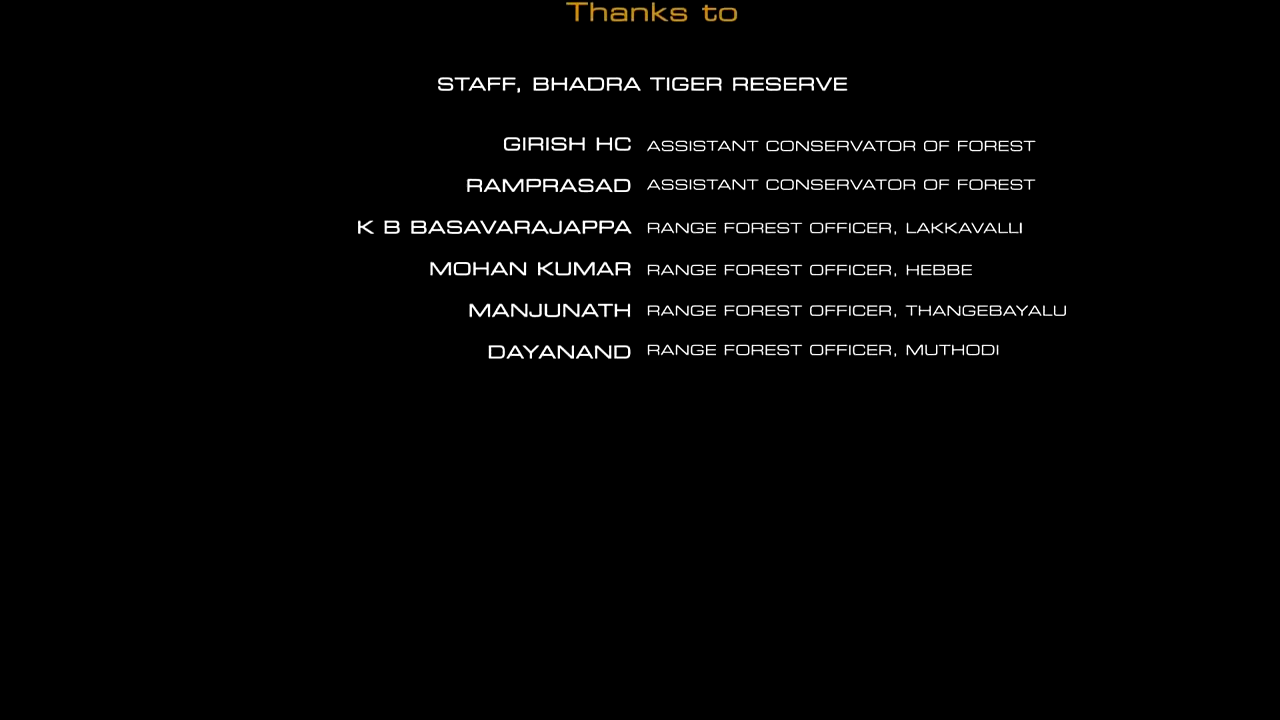 Thanks to
STAFF, BHADRA TIGER RESERVE
GIRISH HC ASSISTANT CONSERVATOR OF FOREST
RAMPRASAD ASSISTANT CONSERVATOR OF FOREST
K B BASAVARAJAPPA RANGE FOREST OFFICER, LAKKAVALLI
MOHAN KUMAR RANGE FOREST OFFICER, HEBBE
MANJUNATH RANGE FOREST OFFICER, THANGEBAYALU
DAYANAND RANGE FOREST OFFICER, MUTHODI